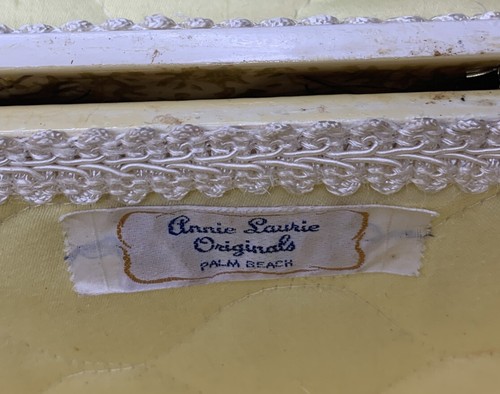 Annie Laurie
Originals
PALM BEACH